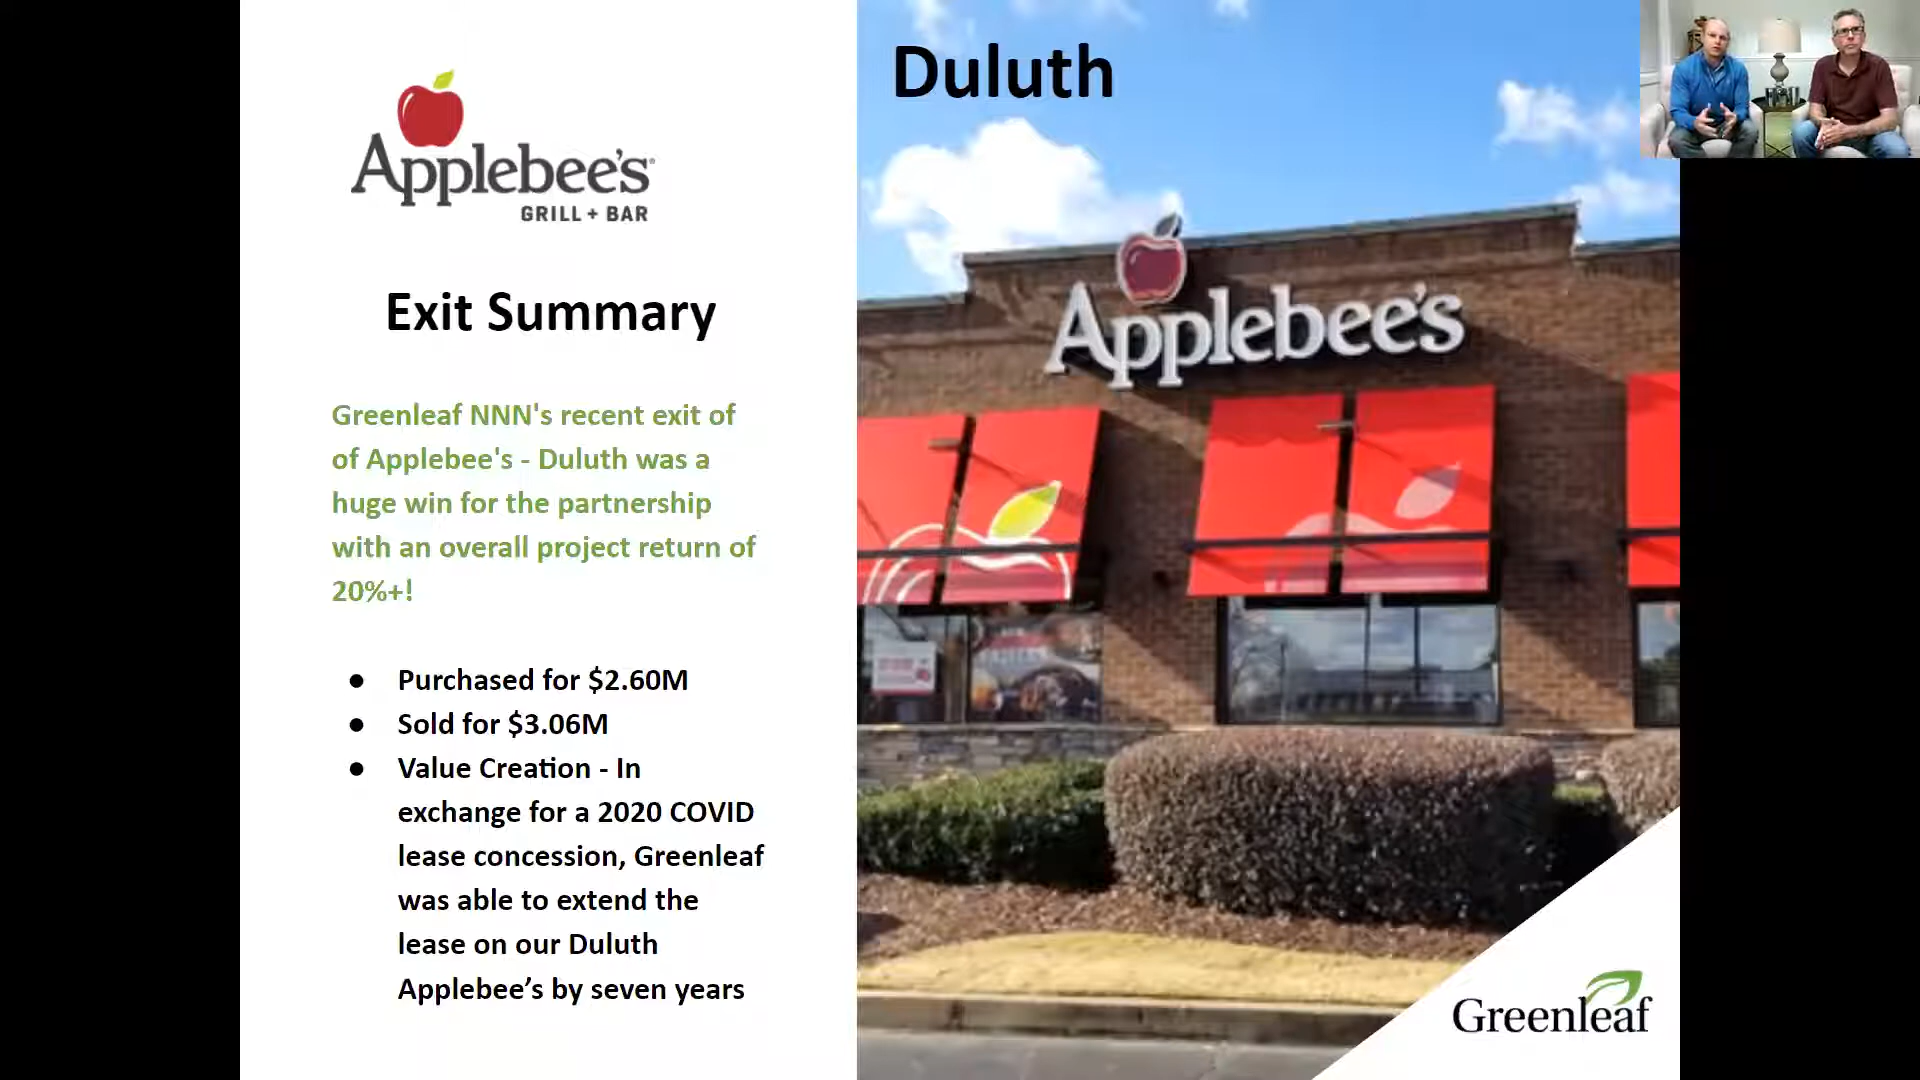 Applebee's
GRILL + BAR
Exit Summary
Greenleaf NNN's recent exit of
of Applebee's - Duluth was a
huge win for the partnership
with an overall project return of
20%+!
● Purchased for $2.60M
● Sold for $3.06M
● Value Creation - In
exchange for a 2020 COVID
lease concession, Greenleaf
was able to extend the
lease on our Duluth
Applebee’s by seven years
Duluth
Applebee's
Greenleaf